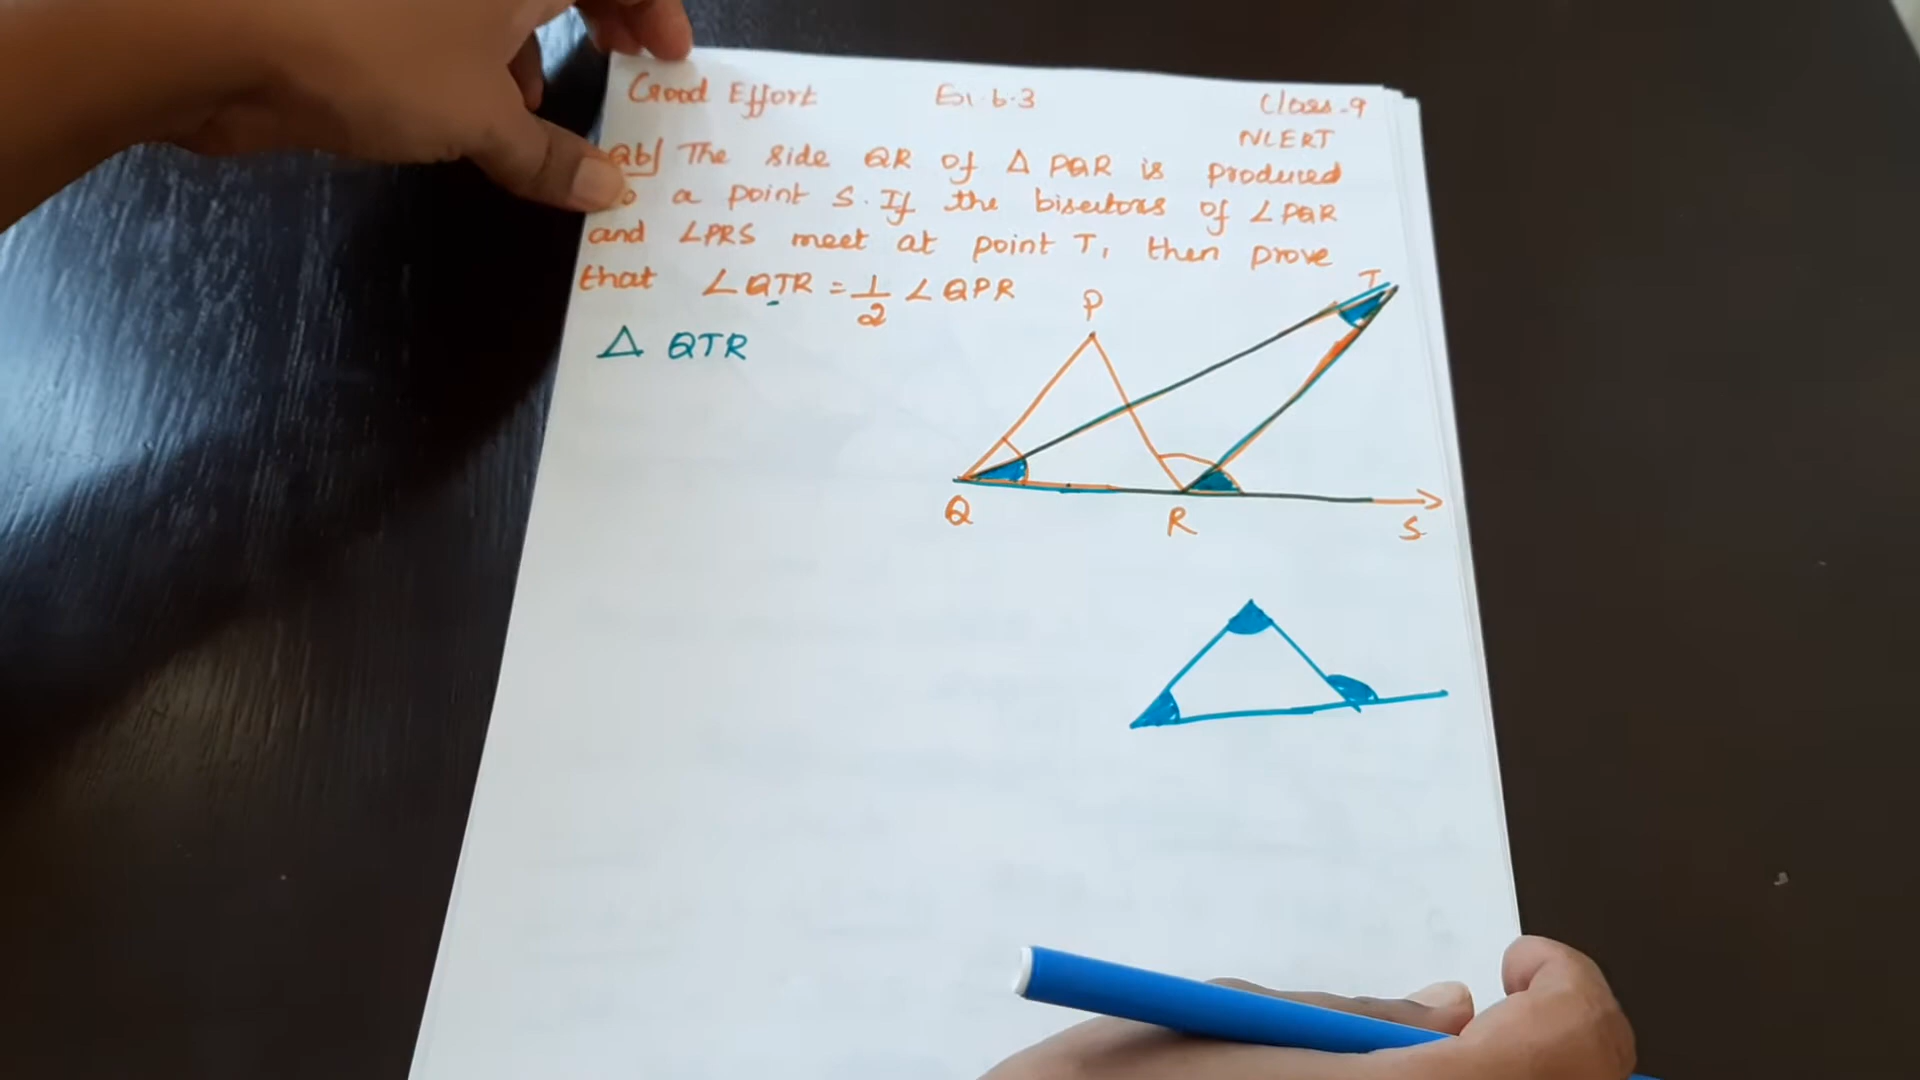 Good Effort Ex.6.3 Class-9
NCERT
Q6) The side QR of Δ PQR is produced
a point S. If the bisectors of ∠PQR
and ∠PRS meet at point T, then prove
that ∠QTR = 1/2 ∠QPR
Δ QTR
P
T
Q
R
S